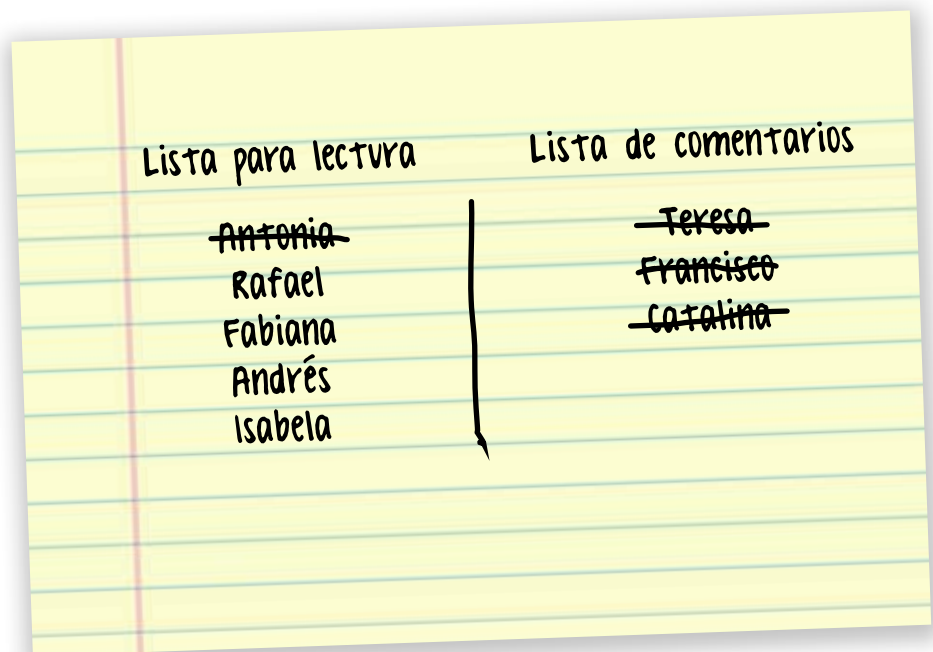 Lista para lectura
Antonia
Rafael
Fabiana
Andrés
Isabela
Lista de comentarios
Teresa
Francisco
Catalina